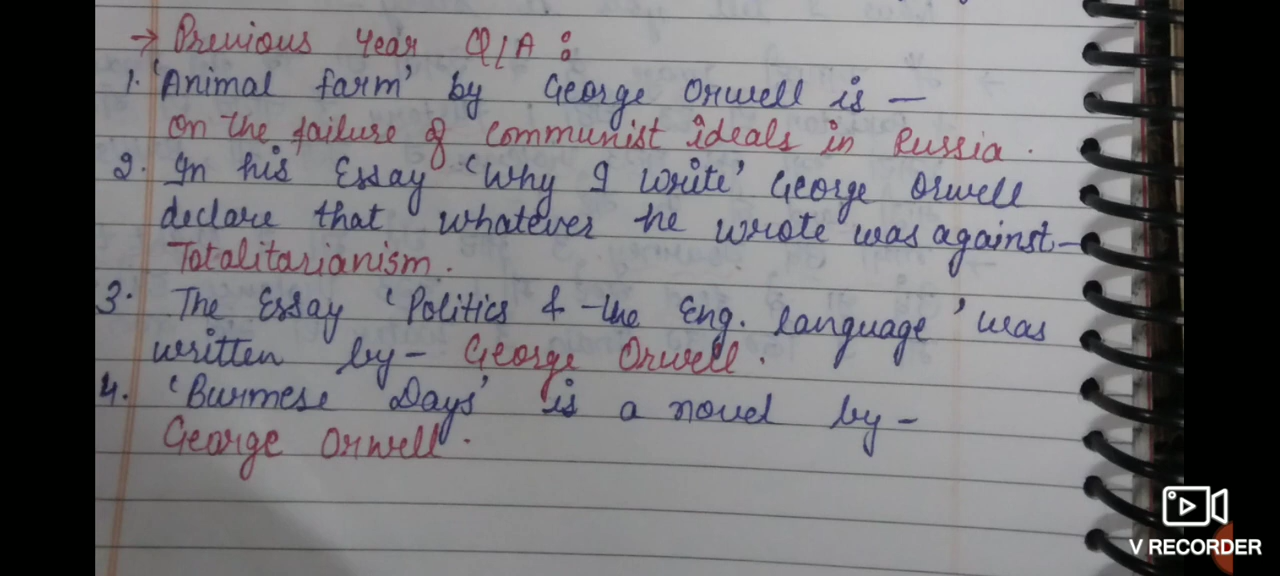 → Previous Year Q/A :
1. 'Animal farm' by George Orwell is –
on the failure of communist ideals in Russia.
2. In his Essay 'Why I write' George Orwell
declare that whatever he wrote was against –
Totalitarianism.
3. The Essay 'Politics & the Eng. language' was
written by – George Orwell.
4. 'Burmese Days' is a novel by –
George Orwell.
V RECORDER